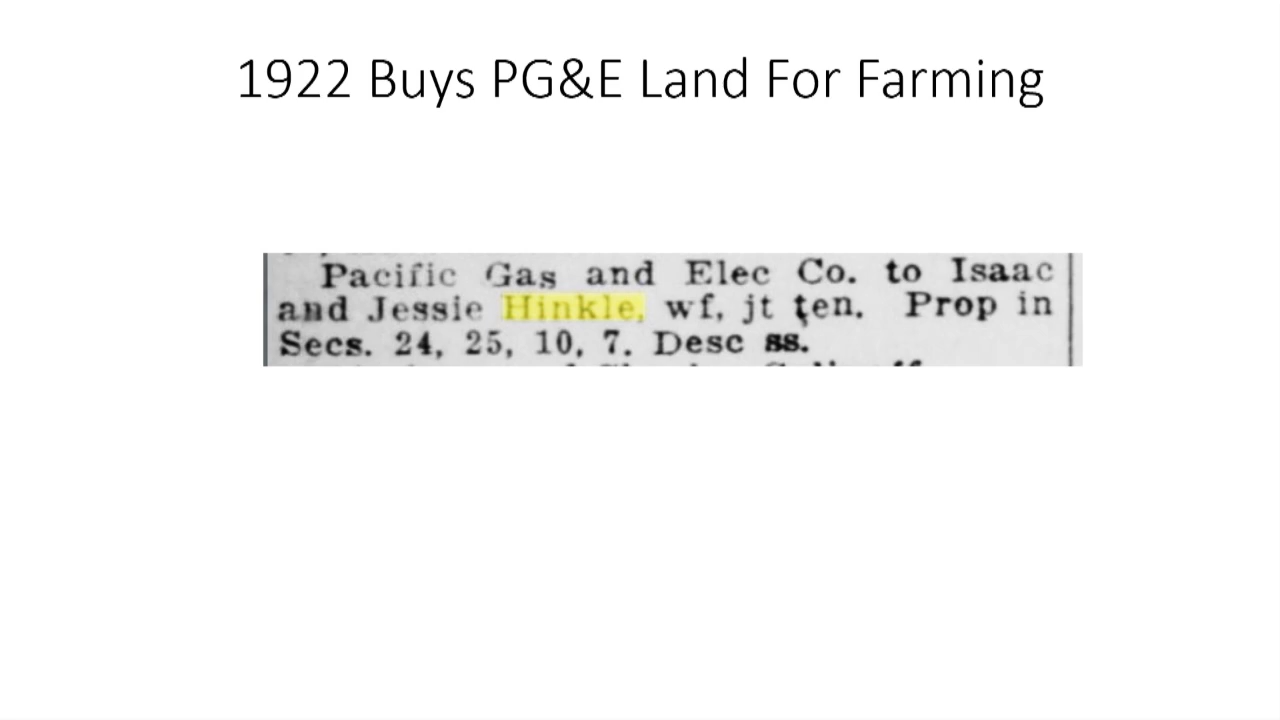 1922 Buys PG&E Land For Farming
Pacific Gas and Elec Co. to Isaac
and Jessie Hinkle, wf, jt ten. Prop in
Secs. 24, 25, 10, 7. Desc ss.